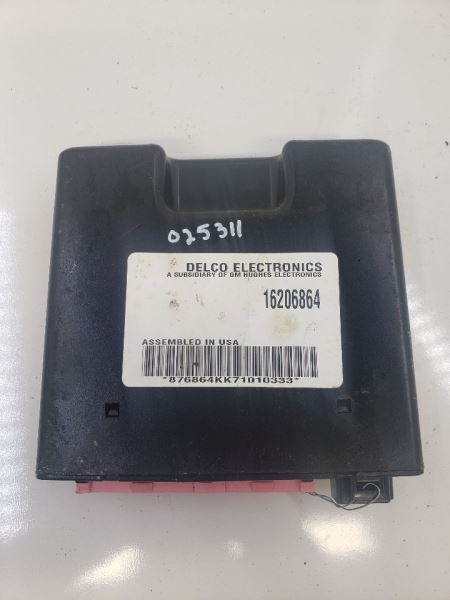 025311
DELCO ELECTRONICS
A SUBSIDIARY OF GM HUGHES ELECTRONICS
16206864
ASSEMBLED IN USA
*876864KK71010333*